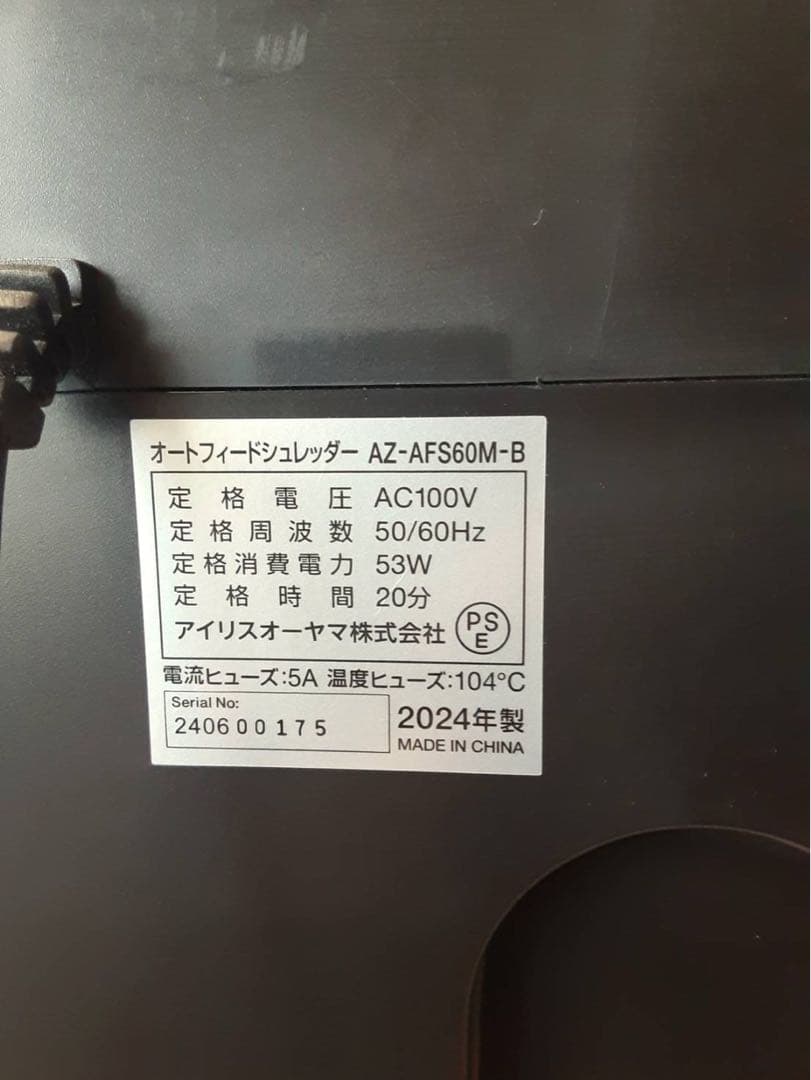 オートフィードシュレッダー AZ-AFS60M-B
定格電圧 AC100V
定格周波数 50/60Hz
定格消費電力 53W
定格時間 20分
アイリスオーヤマ株式会社 PSE
電流ヒューズ:5A 温度ヒューズ:104℃
Serial No:
240600175
2024年製
MADE IN CHINA